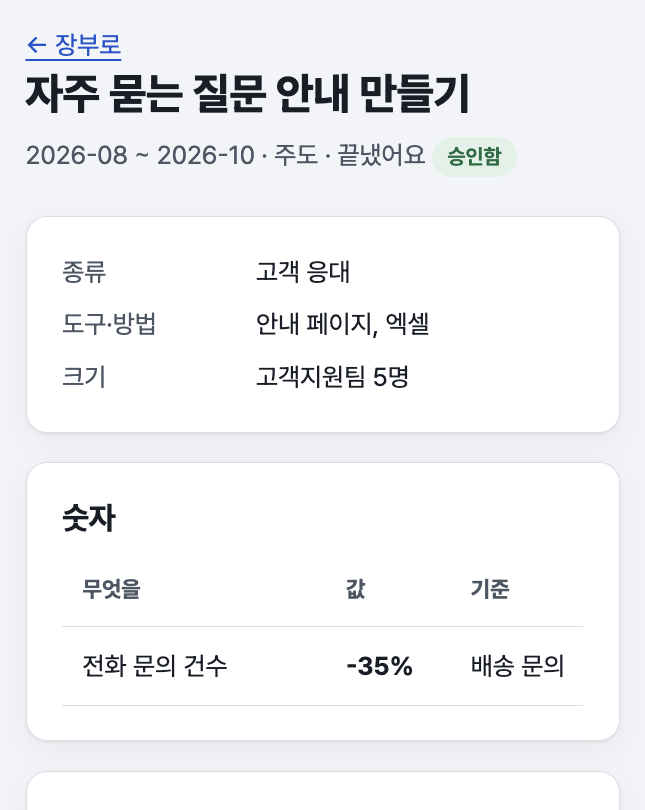 ← 장부로
자주 묻는 질문 안내 만들기
2026-08 ~ 2026-10 · 주도 · 끝냈어요 승인함
종류 고객 응대
도구·방법 안내 페이지, 엑셀
크기 고객지원팀 5명
숫자
무엇을 값 기준
전화 문의 건수 -35% 배송 문의